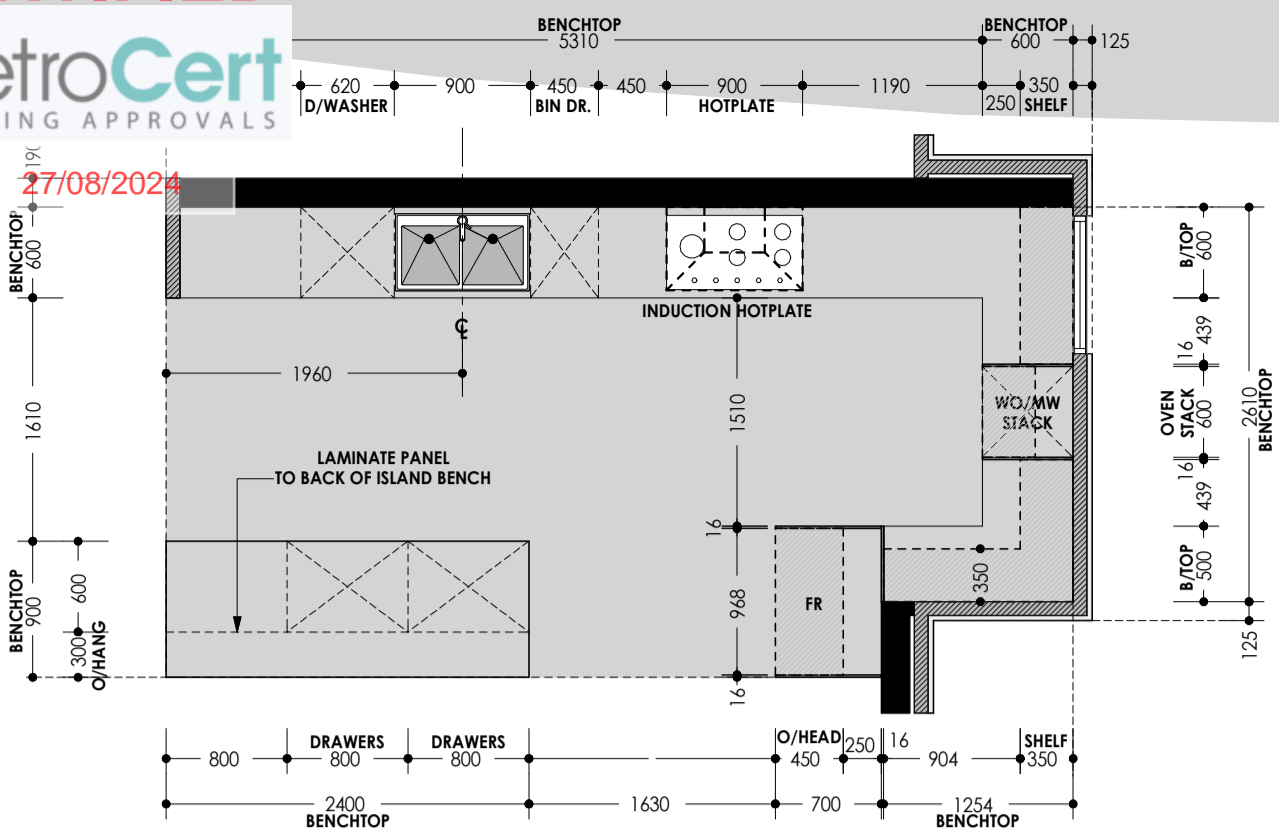 BENCHTOP
5310
BENCHTOP
600
125
etroCert
ING APPROVALS
620
D/WASHER
900
450
BIN DR.
450
900
HOTPLATE
1190
250
350
SHELF
190
27/08/2024
BENCHTOP
600
1610
BENCHTOP
900
600
300
O/HANG
INDUCTION HOTPLATE
℄
1960
1510
LAMINATE PANEL
TO BACK OF ISLAND BENCH
WO/MW
STACK
16
968
16
FR
350
B/TOP
600
439
16
OVEN
STACK
600
16
439
B/TOP
500
2610
BENCHTOP
125
800
DRAWERS
800
DRAWERS
800
O/HEAD
450
250
16
904
SHELF
350
2400
BENCHTOP
1630
700
1254
BENCHTOP